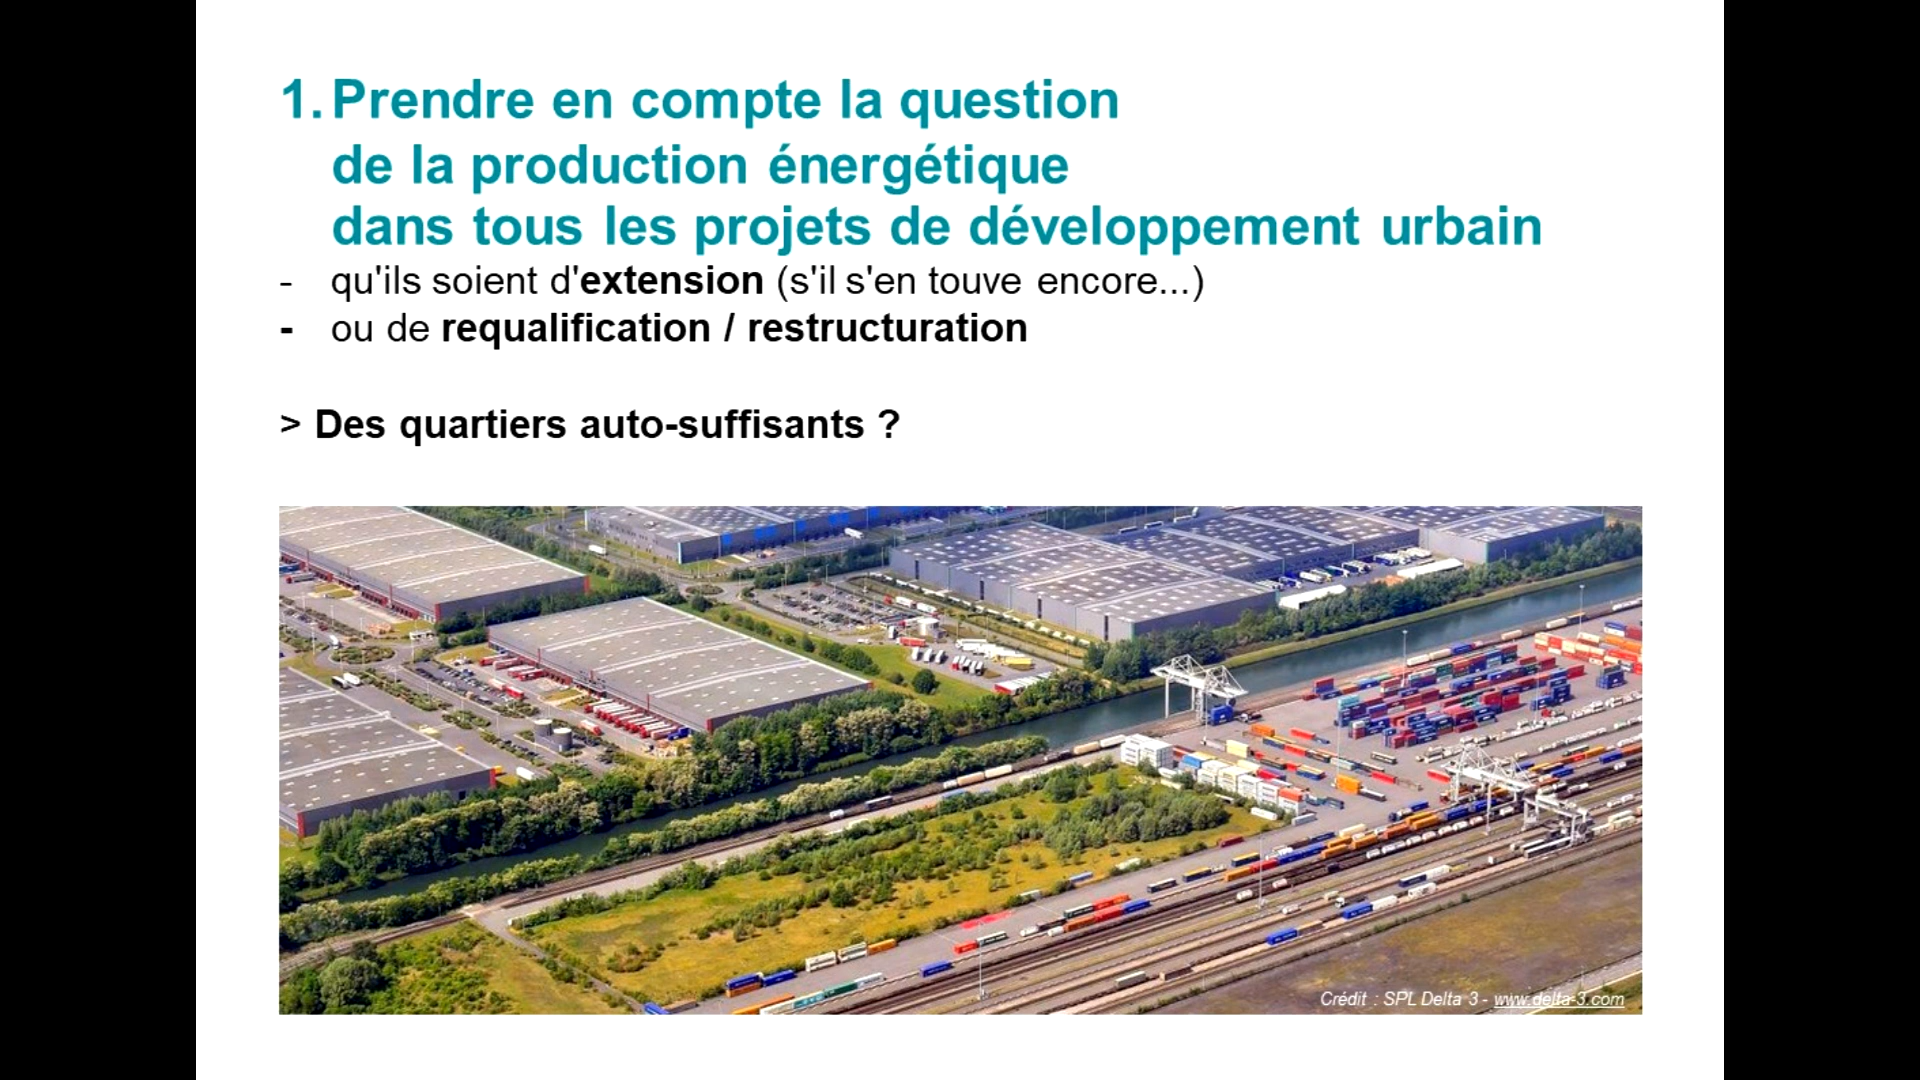 1. Prendre en compte la question
de la production énergétique
dans tous les projets de développement urbain
- qu'ils soient d'extension (s'il s'en touve encore...)
- ou de requalification / restructuration
> Des quartiers auto-suffisants ?
Crédit : SPL Delta 3 - www.delta-3.com